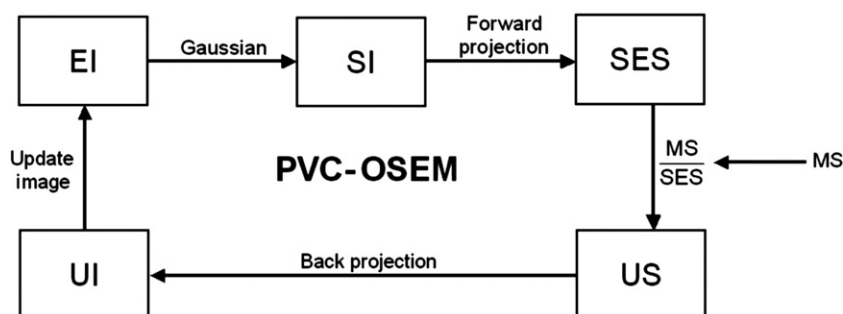 EI
Gaussian
SI
Forward
projection
SES
Update
image
PVC-OSEM
MS
SES
MS
UI
Back projection
US